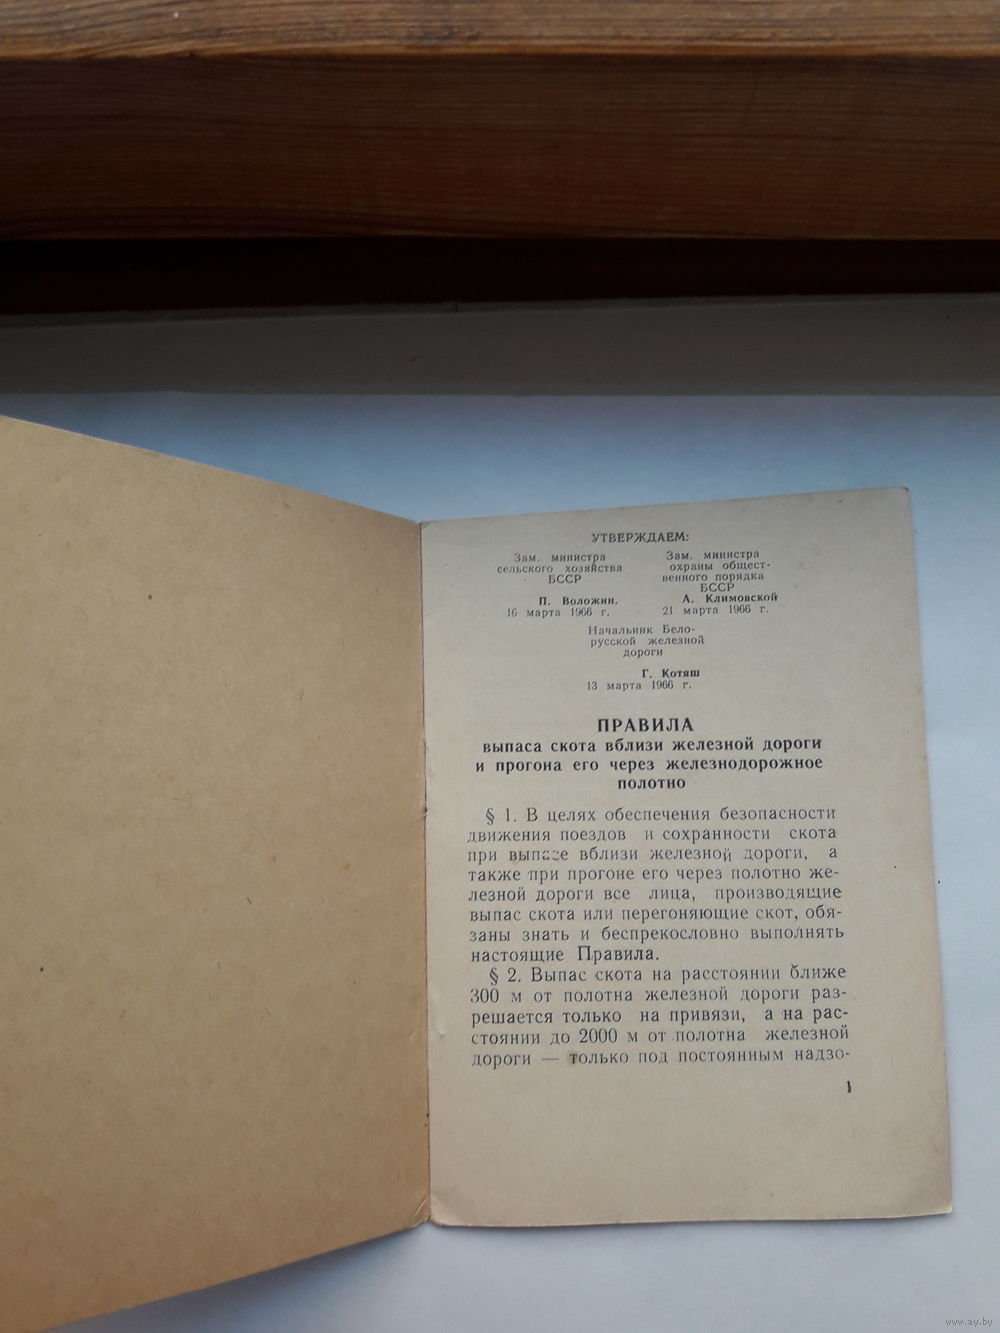 УТВЕРЖДАЕМ:
Зам. министра
сельского хозяйства
БССР
П. Воложин.
16 марта 1966 г.
Зам. министра
охраны общест-
венного порядка
БССР
А. Климовской
21 марта 1966 г.
Начальник Бело-
русской железной
дороги
Г. Котяш
13 марта 1966 г.
ПРАВИЛА
выпаса скота вблизи железной дороги
и прогона его через железнодорожное
полотно
§ 1. В целях обеспечения безопасности
движения поездов и сохранности скота
при выпасе вблизи железной дороги, а
также при прогоне его через полотно же-
лезной дороги все лица, производящие
выпас скота или перегоняющие скот, обя-
заны знать и беспрекословно выполнять
настоящие Правила.
§ 2. Выпас скота на расстоянии ближе
300 м от полотна железной дороги раз-
решается только на привязи, а на рас-
стоянии до 2000 м от полотна железной
дороги — только под постоянным надзо-
1
www.ay.by